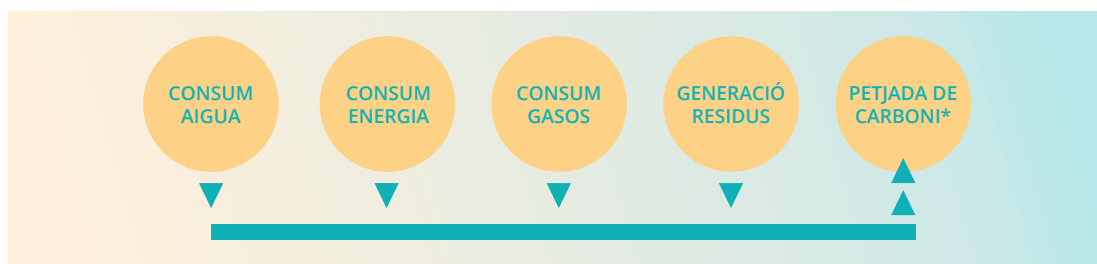 CONSUM
AIGUA
CONSUM
ENERGIA
CONSUM
GASOS
GENERACIÓ
RESIDUS
PETJADA DE
CARBONI*